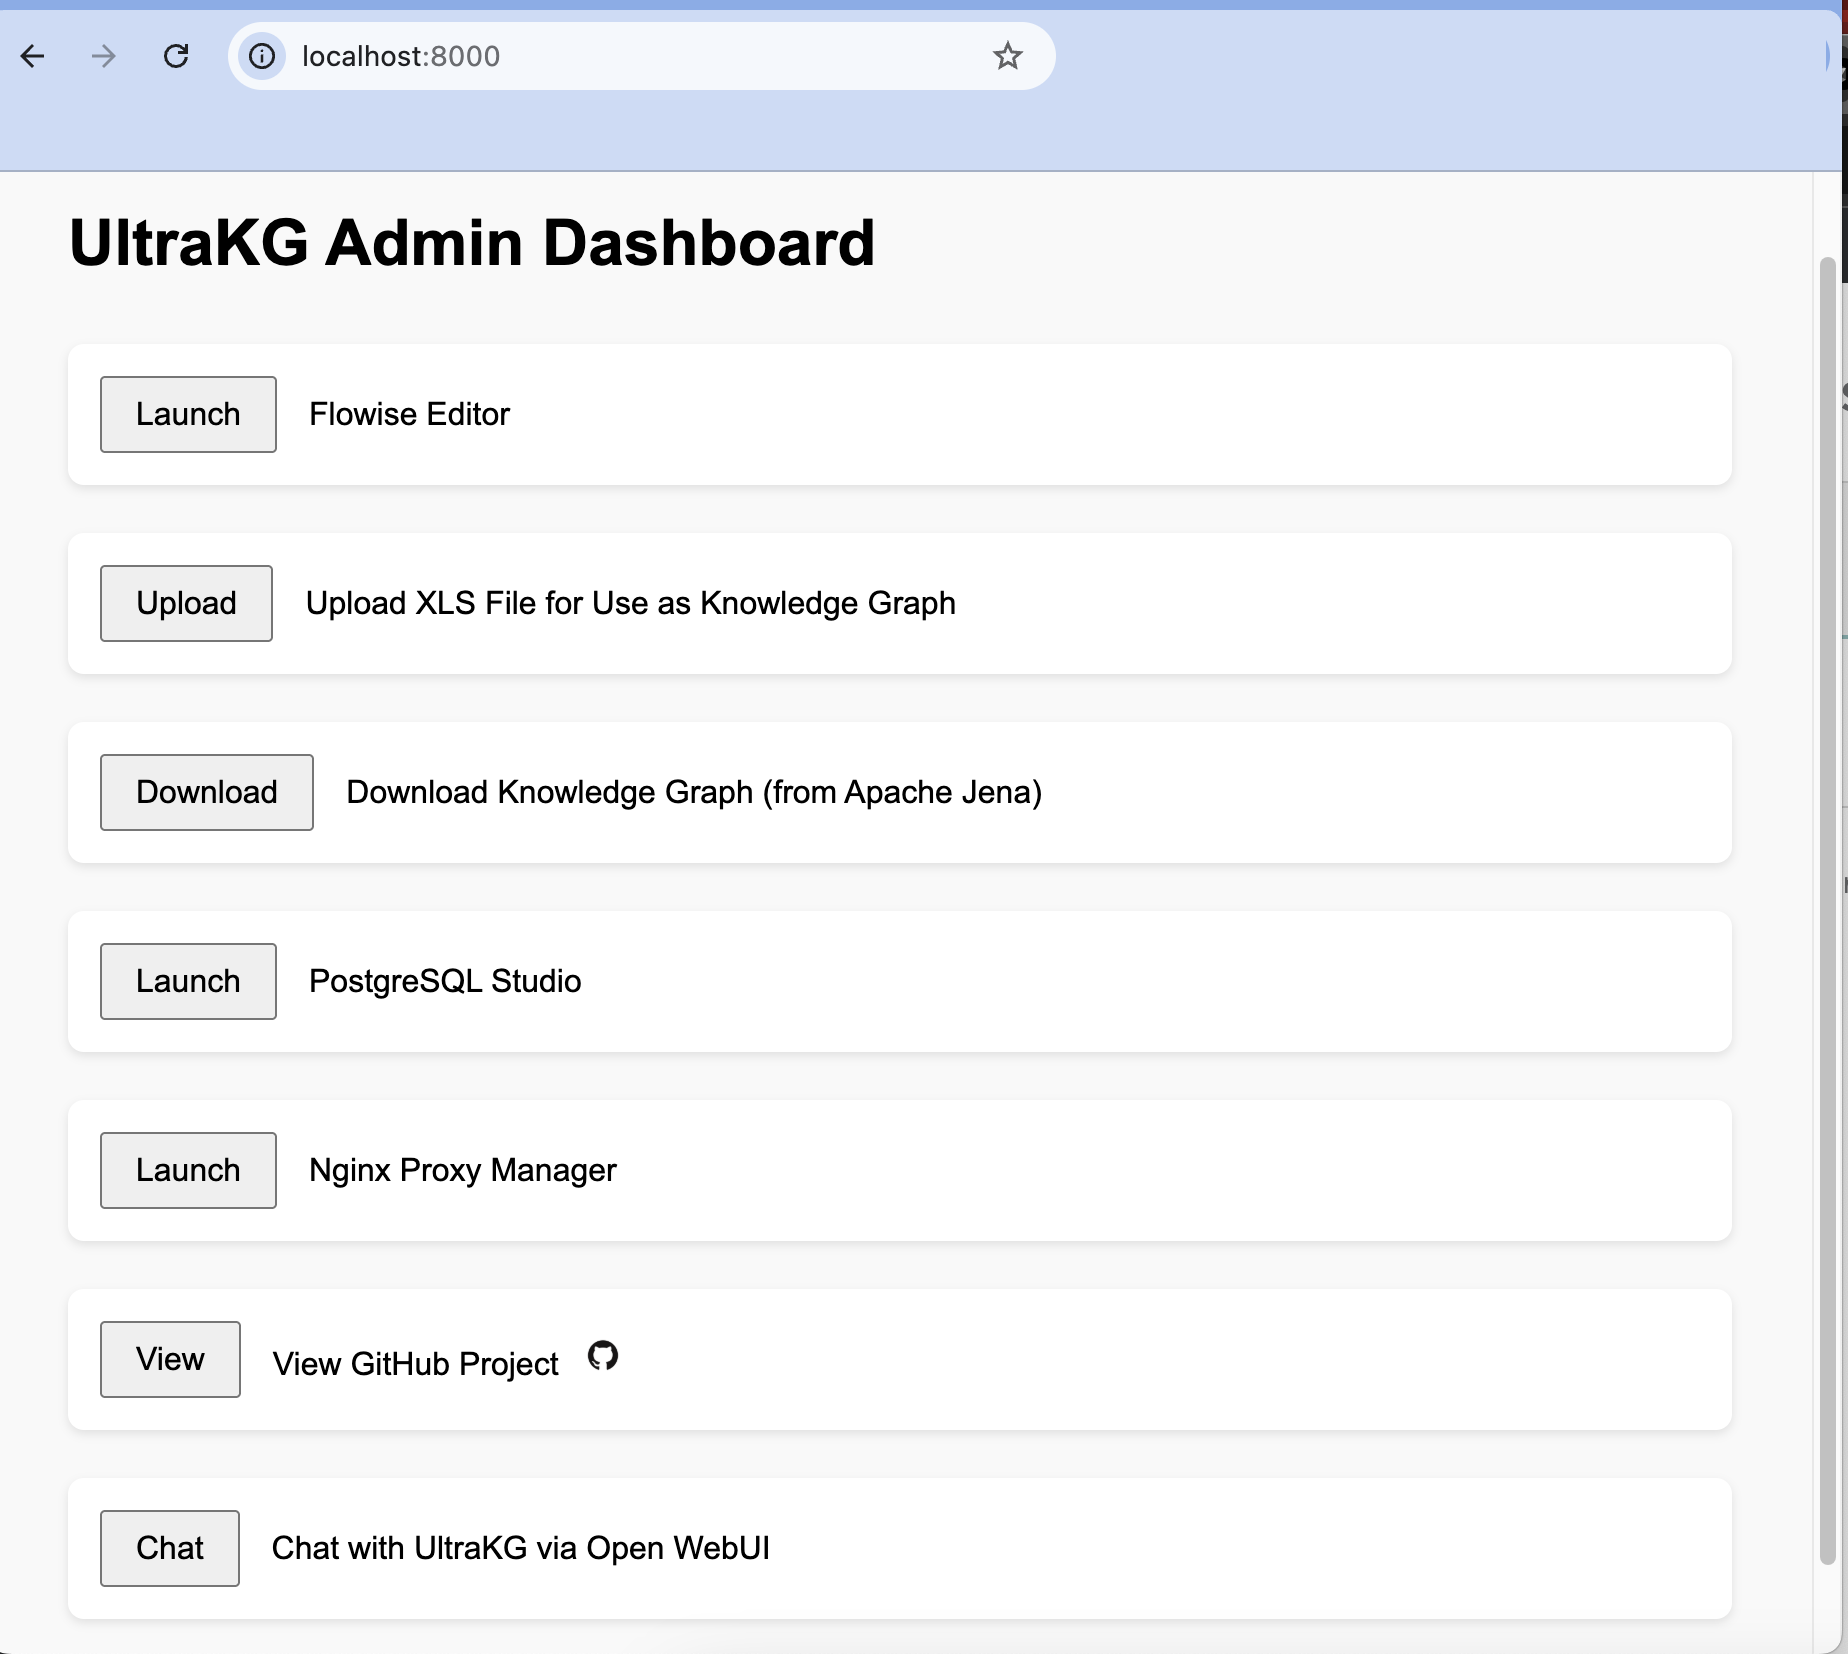 localhost:8000
UltraKG Admin Dashboard
Launch Flowise Editor
Upload Upload XLS File for Use as Knowledge Graph
Download Download Knowledge Graph (from Apache Jena)
Launch PostgreSQL Studio
Launch Nginx Proxy Manager
View View GitHub Project
Chat Chat with UltraKG via Open WebUI